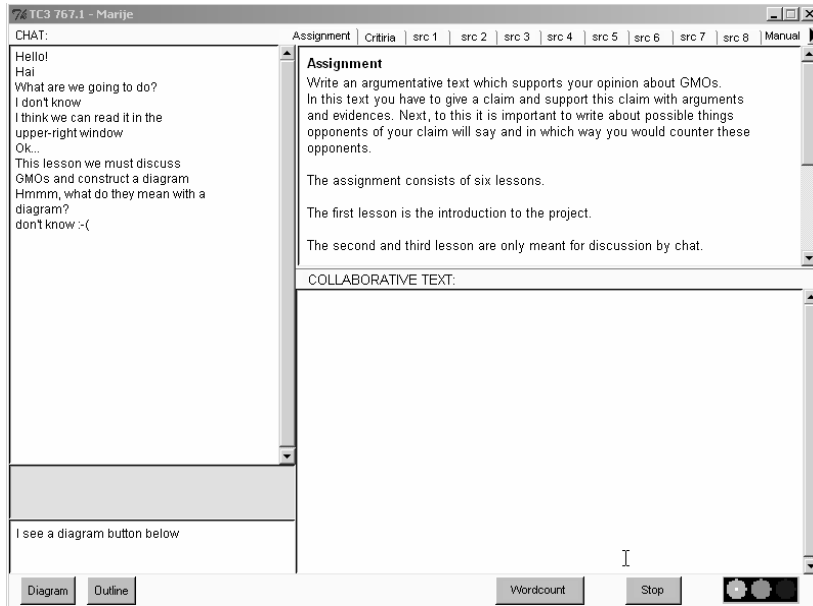 TC3 767.1 - Marije
CHAT:
Assignment Critiria src 1 src 2 src 3 src 4 src 5 src 6 src 7 src 8 Manual
Hello!
Hai
What are we going to do?
I don't know
I think we can read it in the
upper-right window
Ok...
This lesson we must discuss
GMOs and construct a diagram
Hmmm, what do they mean with a
diagram?
don't know :-(
Assignment
Write an argumentative text which supports your opinion about GMOs.
In this text you have to give a claim and support this claim with arguments
and evidences. Next, to this it is important to write about possible things
opponents of your claim will say and in which way you would counter these
opponents.
The assignment consists of six lessons.
The first lesson is the introduction to the project.
The second and third lesson are only meant for discussion by chat.
COLLABORATIVE TEXT:
I see a diagram button below
Diagram Outline Wordcount Stop